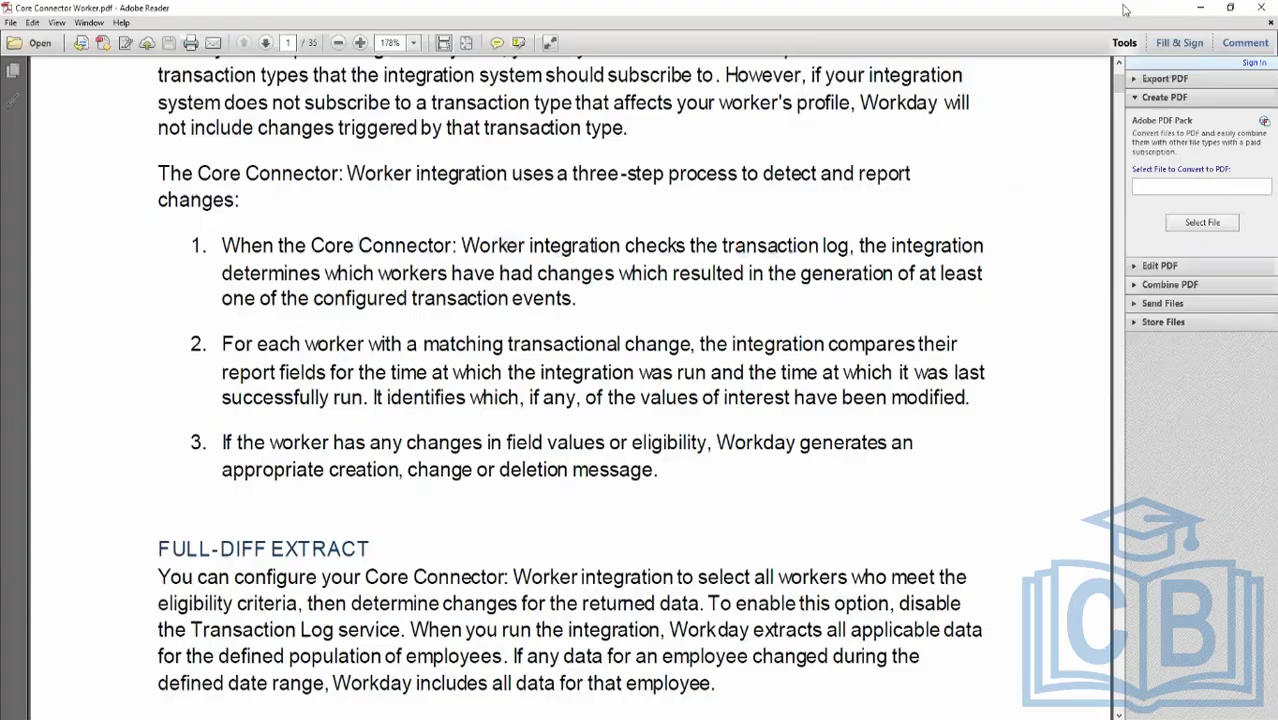 Core Connector Worker.pdf - Adobe Reader
File Edit View Window Help
Open 1 / 35 178% Tools Fill & Sign Comment
Sign In
transaction types that the integration system should subscribe to. However, if your integration
system does not subscribe to a transaction type that affects your worker's profile, Workday will
not include changes triggered by that transaction type.
The Core Connector: Worker integration uses a three-step process to detect and report
changes:
1. When the Core Connector: Worker integration checks the transaction log, the integration
determines which workers have had changes which resulted in the generation of at least
one of the configured transaction events.
2. For each worker with a matching transactional change, the integration compares their
report fields for the time at which the integration was run and the time at which it was last
successfully run. It identifies which, if any, of the values of interest have been modified.
3. If the worker has any changes in field values or eligibility, Workday generates an
appropriate creation, change or deletion message.
FULL-DIFF EXTRACT
You can configure your Core Connector: Worker integration to select all workers who meet the
eligibility criteria, then determine changes for the returned data. To enable this option, disable
the Transaction Log service. When you run the integration, Workday extracts all applicable data
for the defined population of employees. If any data for an employee changed during the
defined date range, Workday includes all data for that employee.
Export PDF
Create PDF
Adobe PDF Pack
Convert files to PDF and easily combine
them with other file types with a paid
subscription.
Select File to Convert to PDF:
Select File
Edit PDF
Combine PDF
Send Files
Store Files
CB